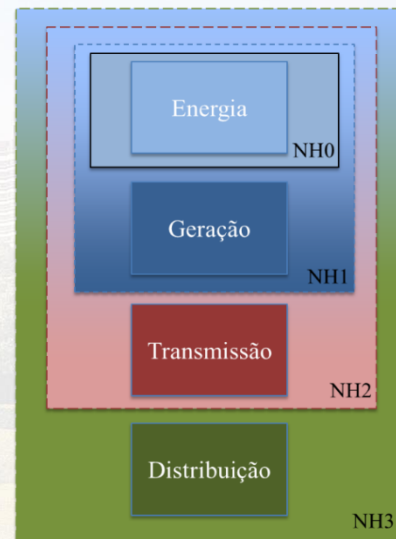 Energia
NH0
Geração
NH1
Transmissão
NH2
Distribuição
NH3